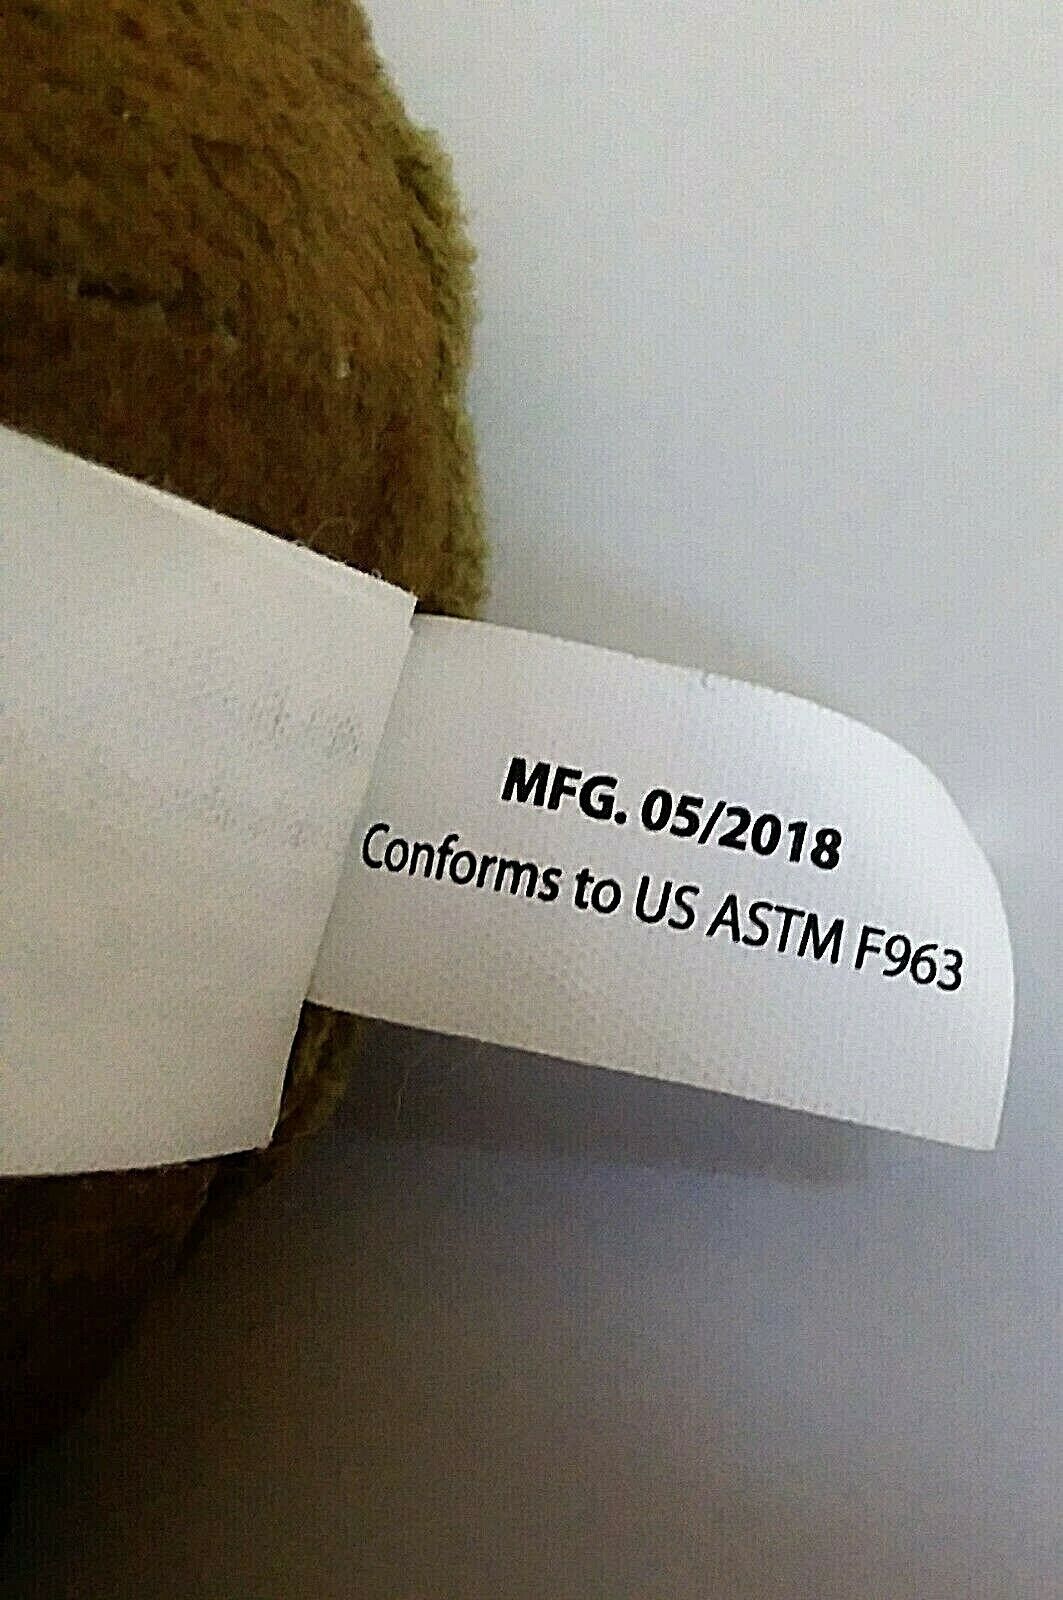 MFG. 05/2018
Conforms to US ASTM F963